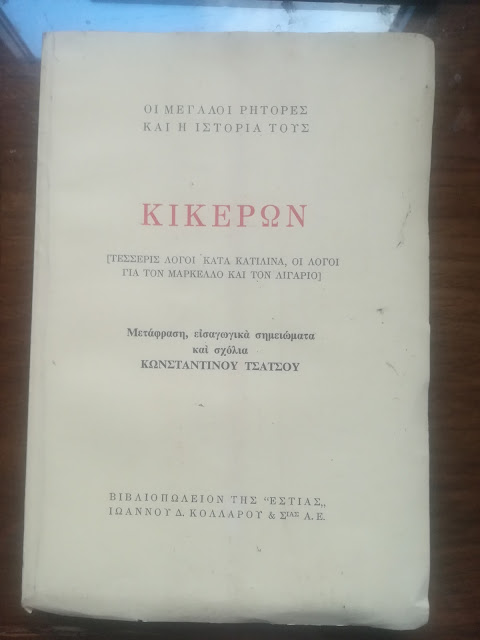 ΟΙ ΜΕΓΑΛΟΙ ΡΗΤΟΡΕΣ
ΚΑΙ Η ΙΣΤΟΡΙΑ ΤΟΥΣ
ΚΙΚΕΡΩΝ
[ΤΕΣΣΕΡΙΣ ΛΟΓΟΙ ΚΑΤΑ ΚΑΤΙΛΙΝΑ, ΟΙ ΛΟΓΟΙ
ΓΙΑ ΤΟΝ ΜΑΡΚΕΛΛΟ ΚΑΙ ΤΟΝ ΛΙΓΑΡΙΟ]
Μετάφραση, εἰσαγωγικὰ σημειώματα
καὶ σχόλια
ΚΩΝΣΤΑΝΤΙΝΟΥ ΤΣΑΤΣΟΥ
ΒΙΒΛΙΟΠΩΛΕΙΟΝ ΤΗΣ "ΕΣΤΙΑΣ,,
ΙΩΑΝΝΟΥ Δ. ΚΟΛΛΑΡΟΥ & ΣΙΑΣ Α.Ε.